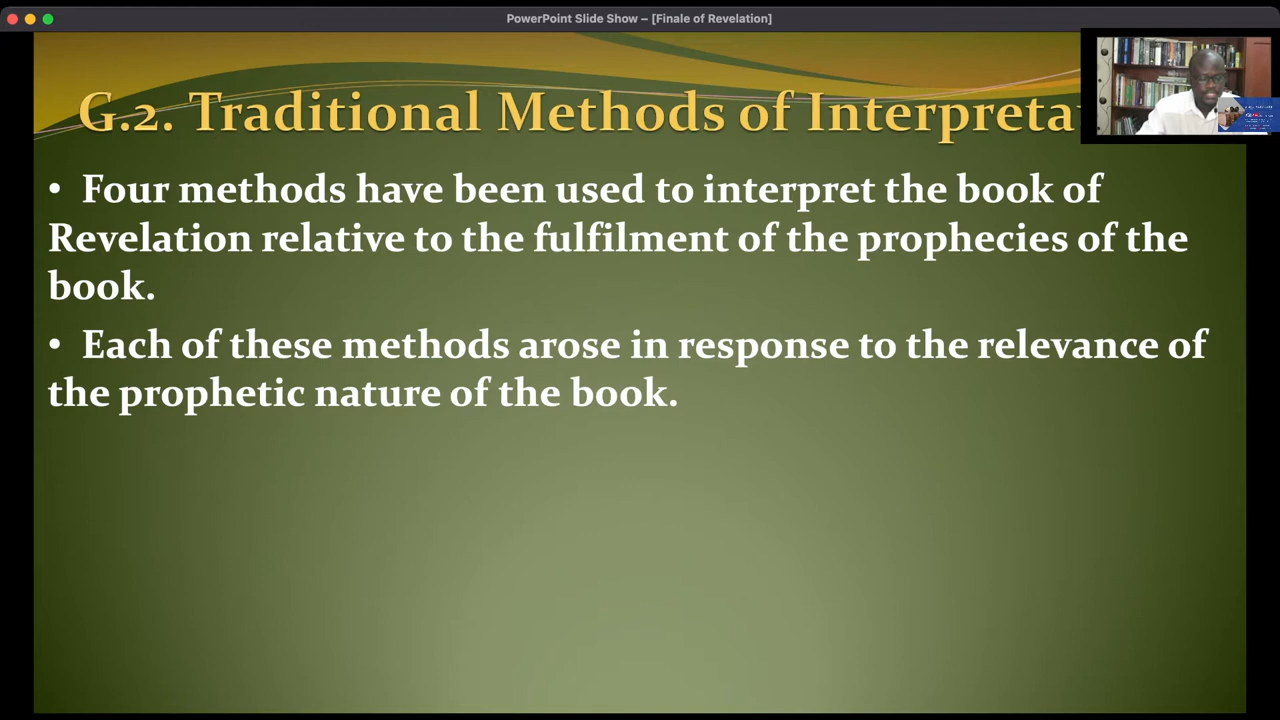 PowerPoint Slide Show – [Finale of Revelation]
G.2. Traditional Methods of Interpreta
• Four methods have been used to interpret the book of
Revelation relative to the fulfilment of the prophecies of the
book.
• Each of these methods arose in response to the relevance of
the prophetic nature of the book.